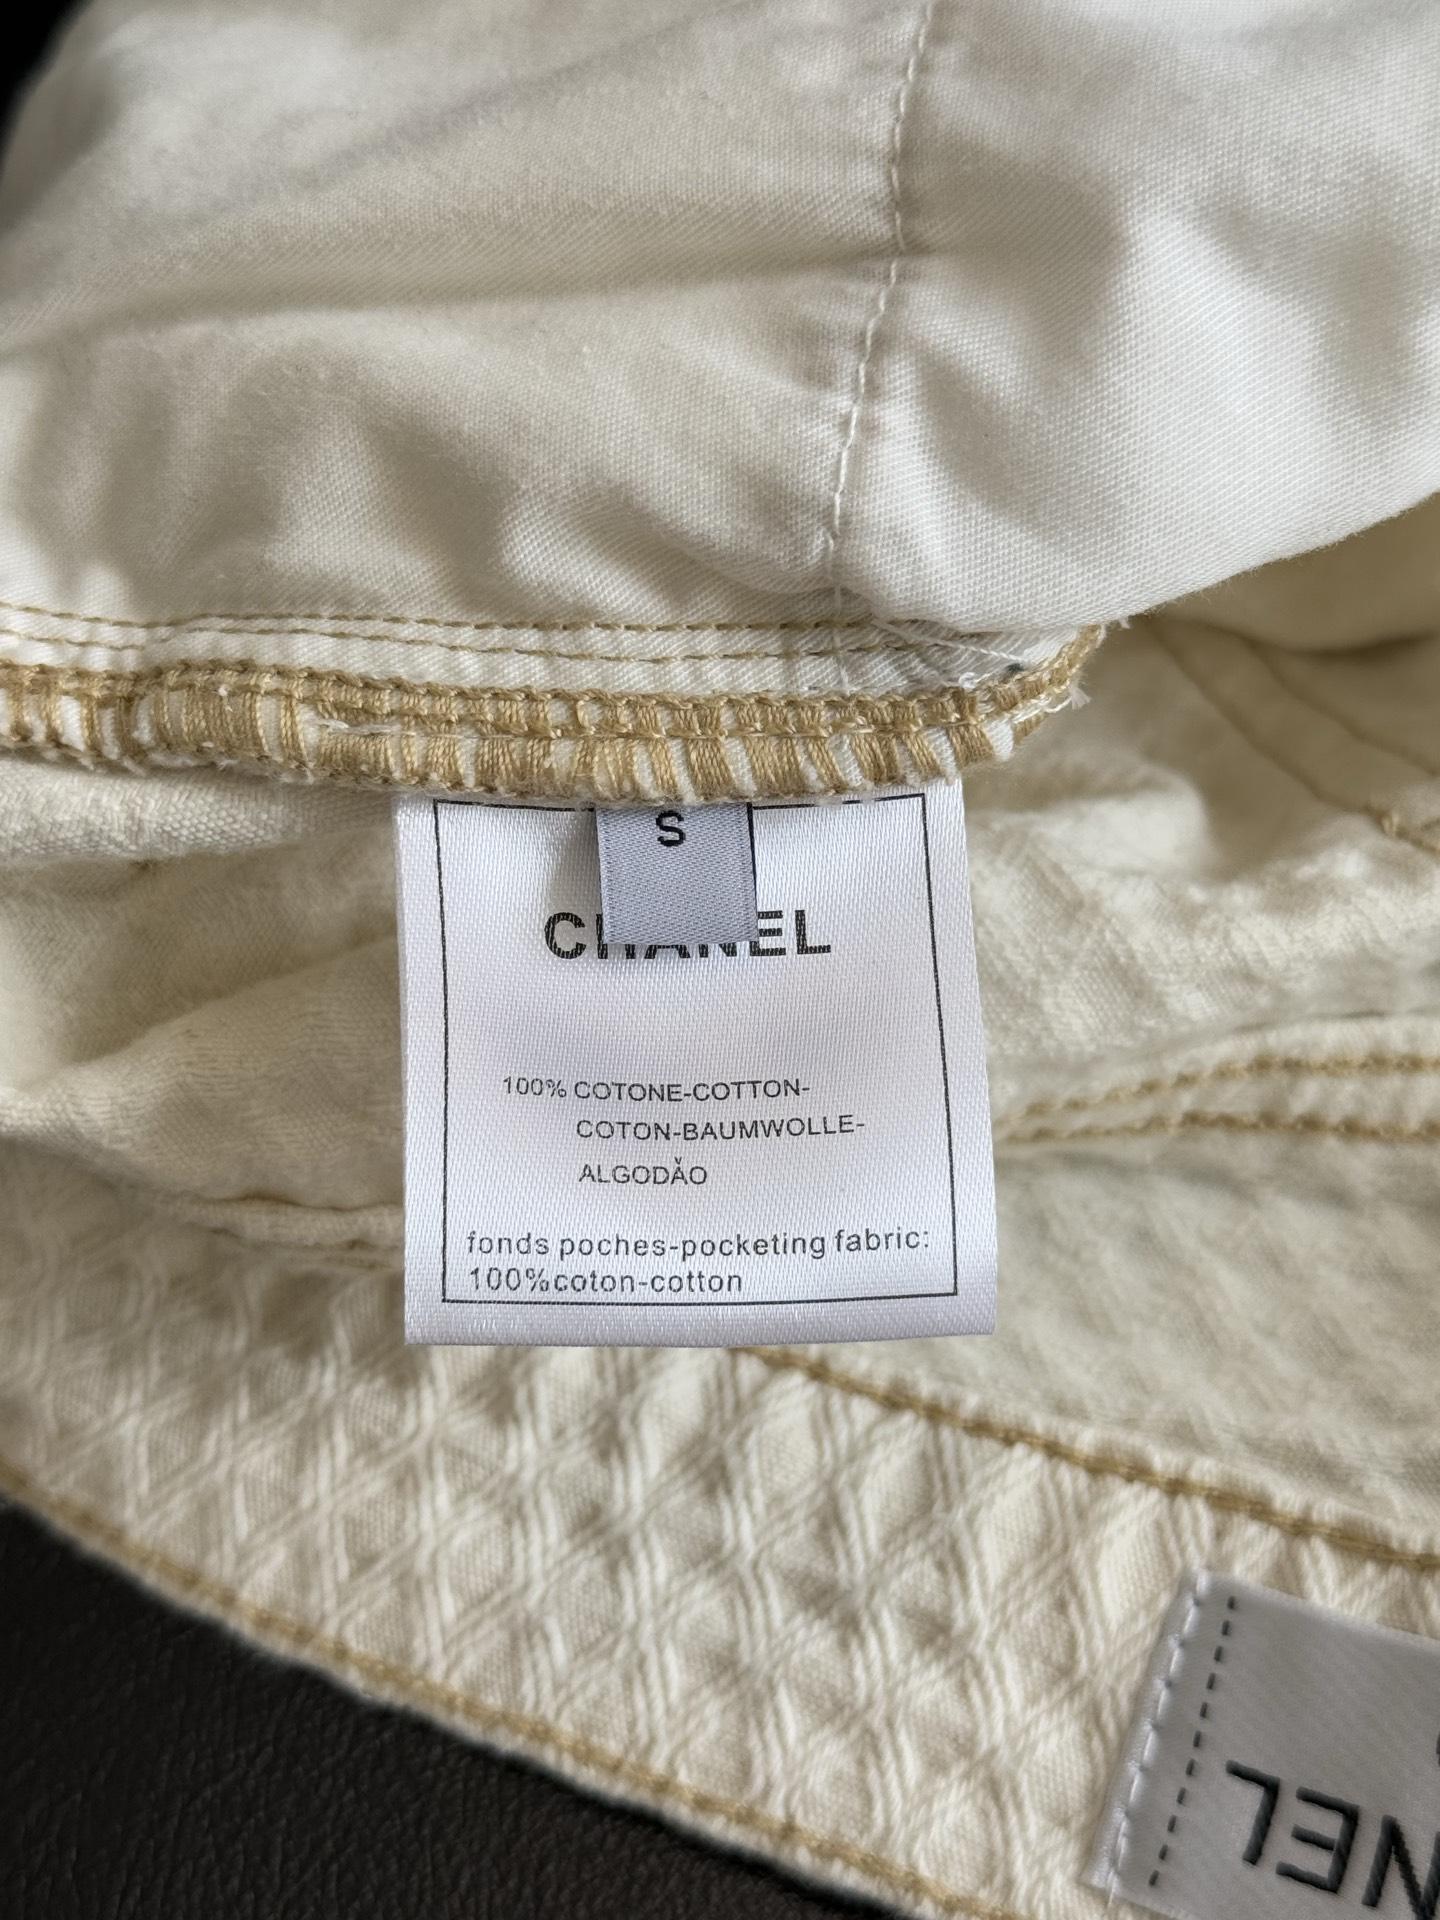 S
CHANEL
100% COTONE-COTTON-
COTON-BAUMWOLLE-
ALGODǍO
fonds poches-pocketing fabric:
100%coton-cotton
NEL